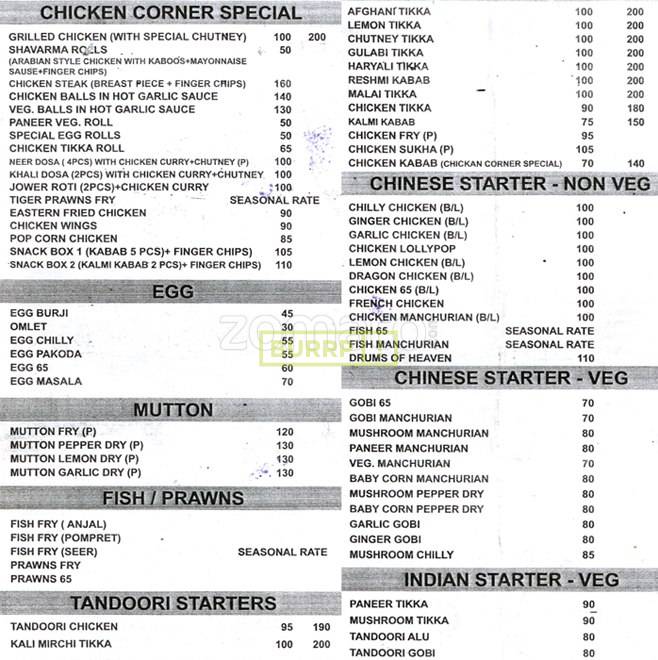 CHICKEN CORNER SPECIAL
GRILLED CHICKEN (WITH SPECIAL CHUTNEY) 100 200
SHAVARMA ROLLS 50
(ARABIAN STYLE CHICKEN WITH KABOOS+MAYONNAISE
SAUSE+FINGER CHIPS)
CHICKEN STEAK (BREAST PIECE + FINGER CHIPS) 160
CHICKEN BALLS IN HOT GARLIC SAUCE 140
VEG. BALLS IN HOT GARLIC SAUCE 130
PANEER VEG. ROLL 50
SPECIAL EGG ROLLS 50
CHICKEN TIKKA ROLL 65
NEER DOSA ( 4PCS) WITH CHICKEN CURRY+CHUTNEY (P) 100
KHALI DOSA (2PCS) WITH CHICKEN CURRY+CHUTNEY 100
JOWER ROTI (2PCS)+CHICKEN CURRY 100
TIGER PRAWNS FRY SEASONAL RATE
EASTERN FRIED CHICKEN 90
CHICKEN WINGS 90
POP CORN CHICKEN 85
SNACK BOX 1 (KABAB 5 PCS)+ FINGER CHIPS) 105
SNACK BOX 2 (KALMI KABAB 2 PCS)+ FINGER CHIPS) 110
EGG
EGG BURJI 45
OMLET 30
EGG CHILLY 55
EGG PAKODA 55
EGG 65 60
EGG MASALA 70
MUTTON
MUTTON FRY (P) 120
MUTTON PEPPER DRY (P) 130
MUTTON LEMON DRY (P) 130
MUTTON GARLIC DRY (P) 130
FISH / PRAWNS
FISH FRY ( ANJAL)
FISH FRY (POMPRET)
FISH FRY (SEER) SEASONAL RATE
PRAWNS FRY
PRAWNS 65
TANDOORI STARTERS
TANDOORI CHICKEN 95 190
KALI MIRCHI TIKKA 100 200
AFGHANI TIKKA 100 200
LEMON TIKKA 100 200
CHUTNEY TIKKA 100 200
GULABI TIKKA 100 200
HARYALI TIKKA 100 200
RESHMI KABAB 100 200
MALAI TIKKA 100 200
CHICKEN TIKKA 90 180
KALMI KABAB 75 150
CHICKEN FRY (P) 95
CHICKEN SUKHA (P) 105
CHICKEN KABAB (CHICKAN CORNER SPECIAL) 70 140
CHINESE STARTER - NON VEG
CHILLY CHICKEN (B/L) 100
GINGER CHICKEN (B/L) 100
GARLIC CHICKEN (B/L) 100
CHICKEN LOLLYPOP 100
LEMON CHICKEN (B/L) 100
DRAGON CHICKEN (B/L) 100
CHICKEN 65 (B/L) 100
FRENCH CHICKEN 100
CHICKEN MANCHURIAN (B/L) 100
FISH 65 SEASONAL RATE
FISH MANCHURIAN SEASONAL RATE
DRUMS OF HEAVEN 110
CHINESE STARTER - VEG
GOBI 65 70
GOBI MANCHURIAN 70
MUSHROOM MANCHURIAN 80
PANEER MANCHURIAN 80
VEG. MANCHURIAN 70
BABY CORN MANCHURIAN 80
MUSHROOM PEPPER DRY 80
BABY CORN PEPPER DRY 80
GARLIC GOBI 80
GINGER GOBI 80
MUSHROOM CHILLY 85
INDIAN STARTER - VEG
PANEER TIKKA 90
MUSHROOM TIKKA 90
TANDOORI ALU 80
TANDOORI GOBI 80